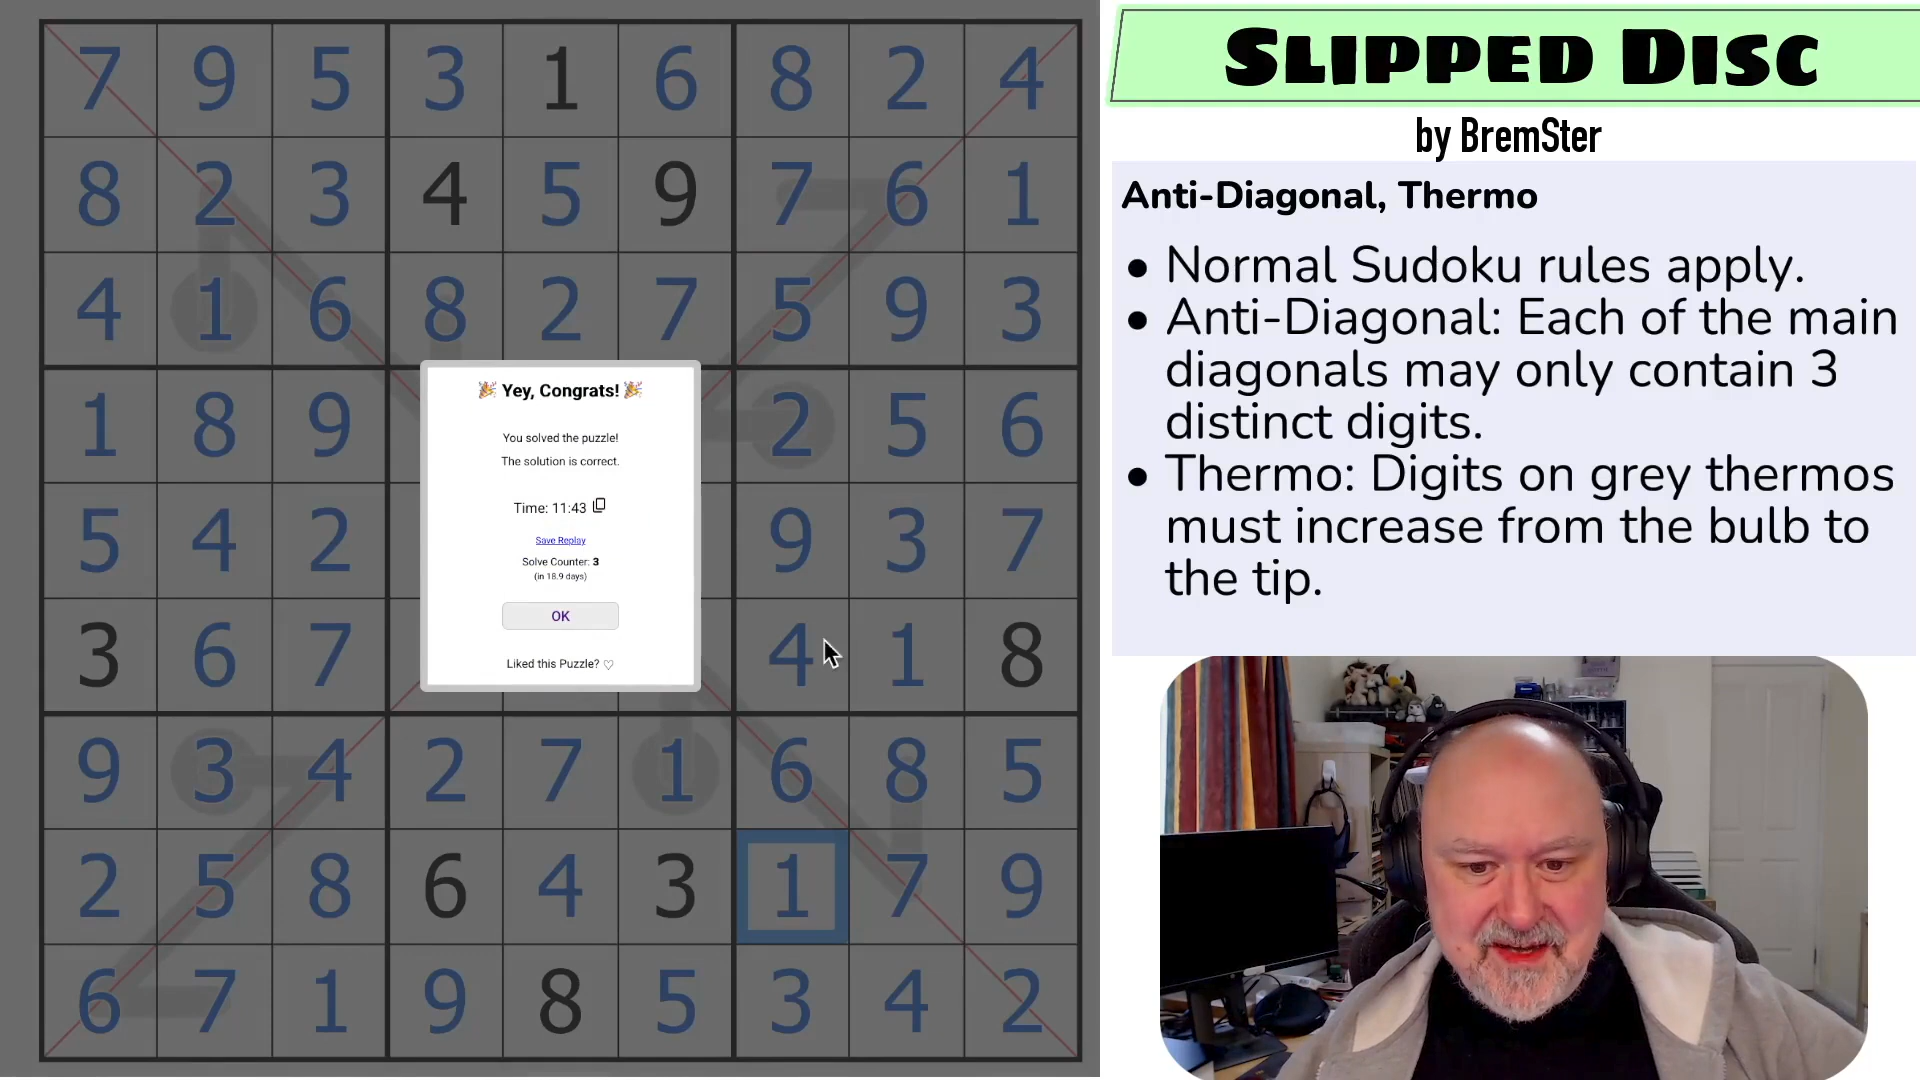 SLIPPED DISC
by BremSter
Anti-Diagonal, Thermo
• Normal Sudoku rules apply.
• Anti-Diagonal: Each of the main
diagonals may only contain 3
distinct digits.
• Thermo: Digits on grey thermos
must increase from the bulb to
the tip.
7 9 5 3 1 6 8 2 4
8 2 3 4 5 9 7 6 1
4 1 6 8 2 7 5 9 3
1 8 9 2 5 6
5 4 2 9 3 7
3 6 7 4 1 8
9 3 4 2 7 1 6 8 5
2 5 8 6 4 3 1 7 9
6 7 1 9 8 5 3 4 2
🎉 Yey, Congrats! 🎉
You solved the puzzle!
The solution is correct.
Time: 11:43
Save Replay
Solve Counter: 3
(in 18.9 days)
OK
Liked this Puzzle? ♡